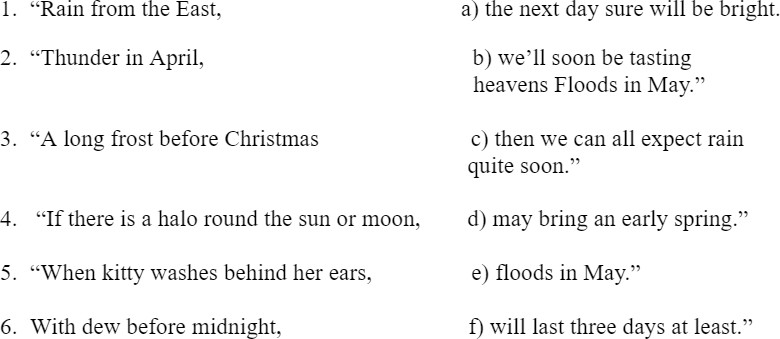 1. “Rain from the East, a) the next day sure will be bright.
2. “Thunder in April, b) we’ll soon be tasting
heavens Floods in May.”
3. “A long frost before Christmas c) then we can all expect rain
quite soon.”
4. “If there is a halo round the sun or moon, d) may bring an early spring.”
5. “When kitty washes behind her ears, e) floods in May.”
6. With dew before midnight, f) will last three days at least.”